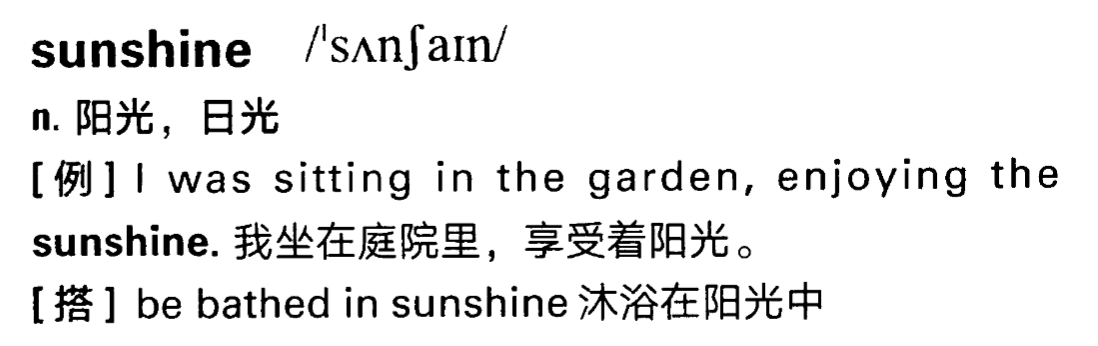 sunshine /ˈsʌnʃaɪn/
n. 阳光，日光
[例] I was sitting in the garden, enjoying the
sunshine. 我坐在庭院里，享受着阳光。
[搭] be bathed in sunshine 沐浴在阳光中